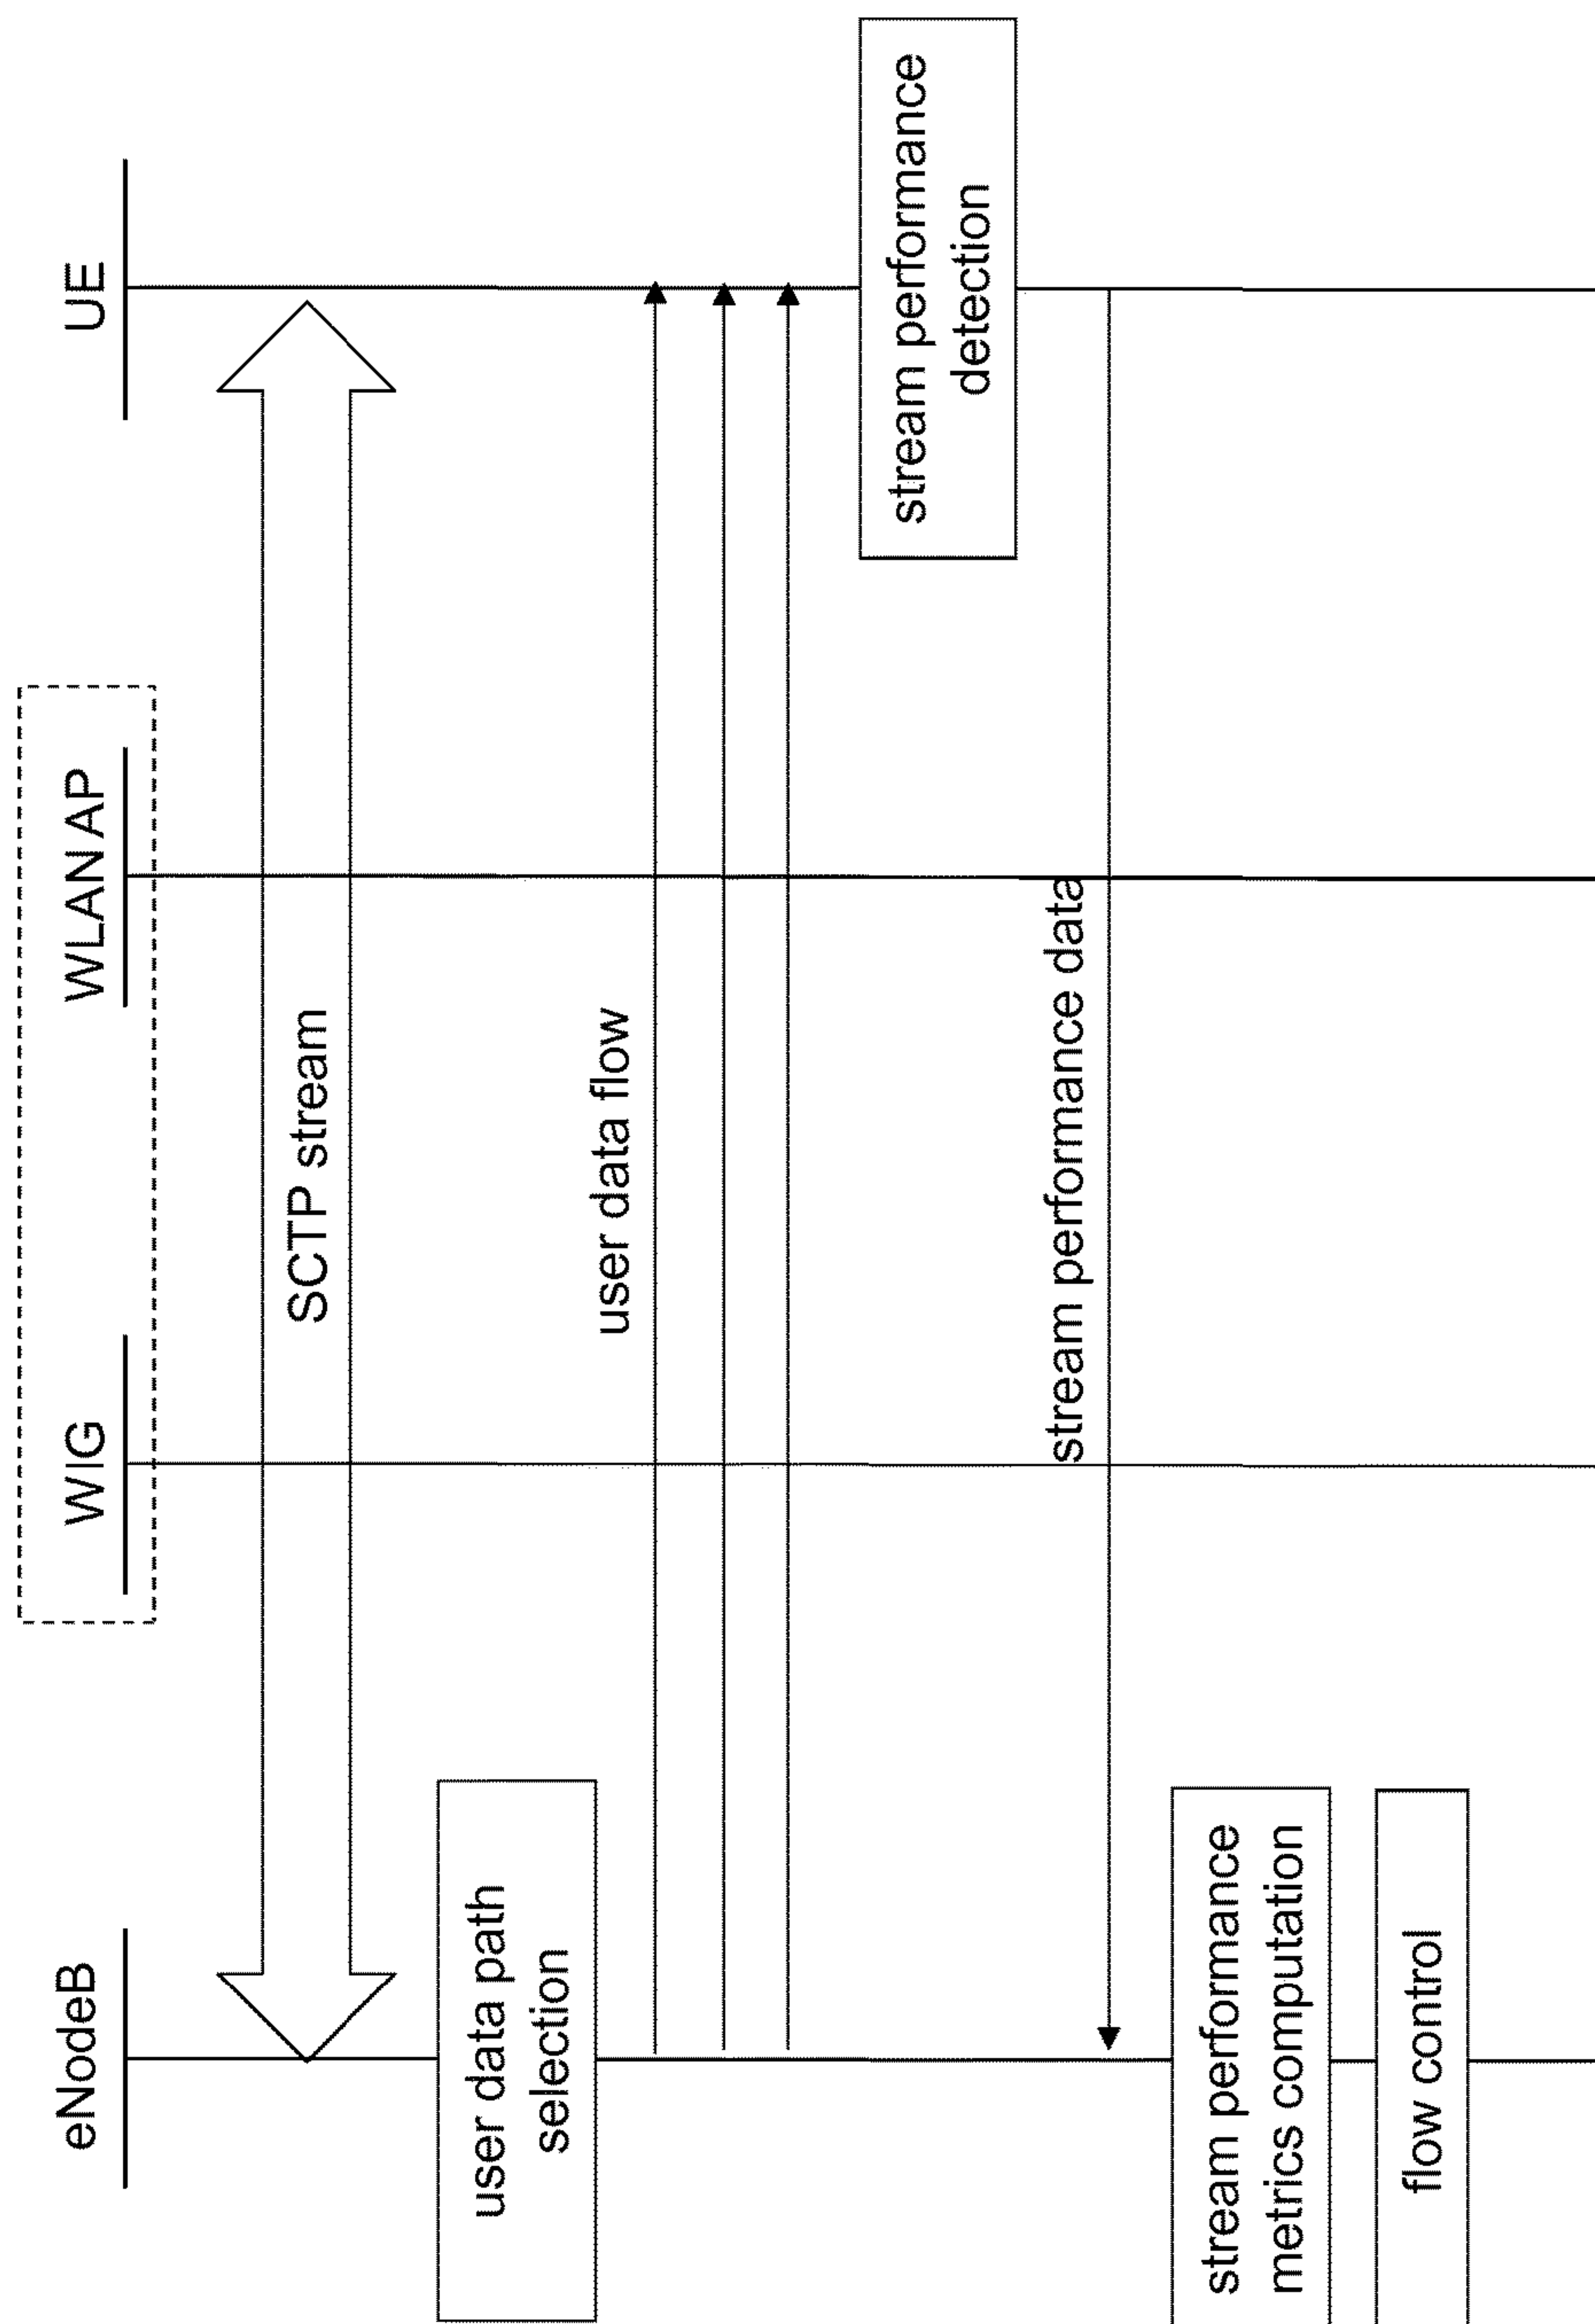 eNodeB
WIG
WLAN AP
UE
SCTP stream
user data path
selection
user data flow
stream performance
detection
stream performance data
stream performance
metrics computation
flow control